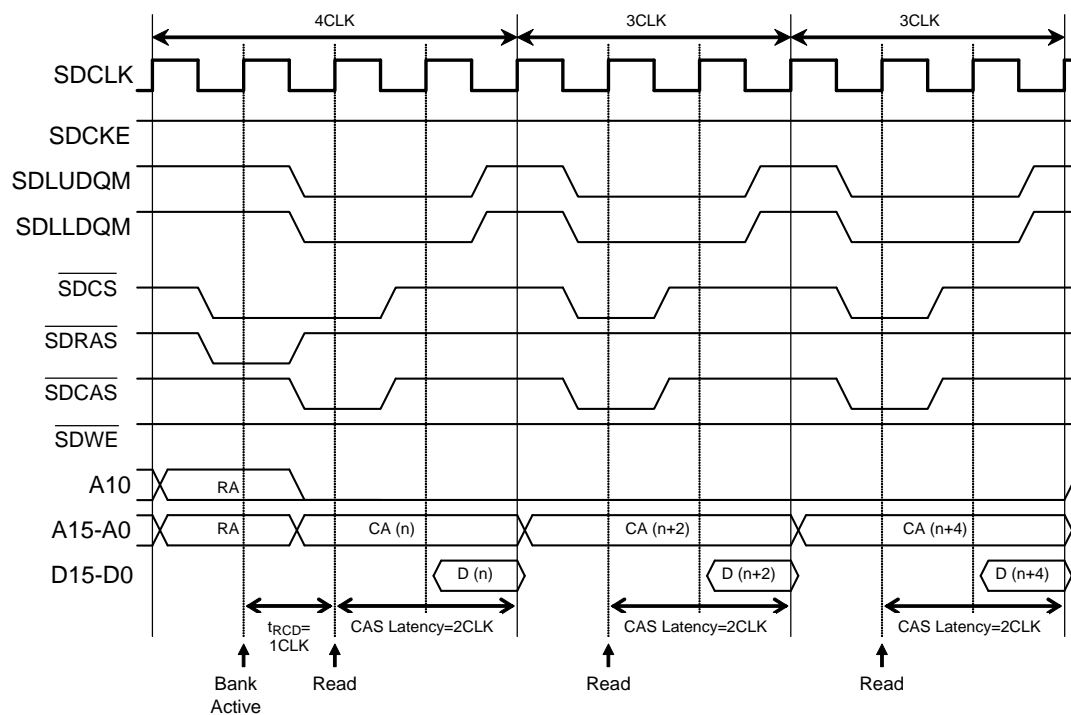 4CLK 3CLK 3CLK
SDCLK
SDCKE
SDLUDQM
SDLLDQM
SDCS
SDRAS
SDCAS
SDWE
A10 RA
A15-A0 RA CA (n) CA (n+2) CA (n+4)
D15-D0 D (n) D (n+2) D (n+4)
tRCD=
1CLK
CAS Latency=2CLK CAS Latency=2CLK CAS Latency=2CLK
Bank
Active
Read Read Read